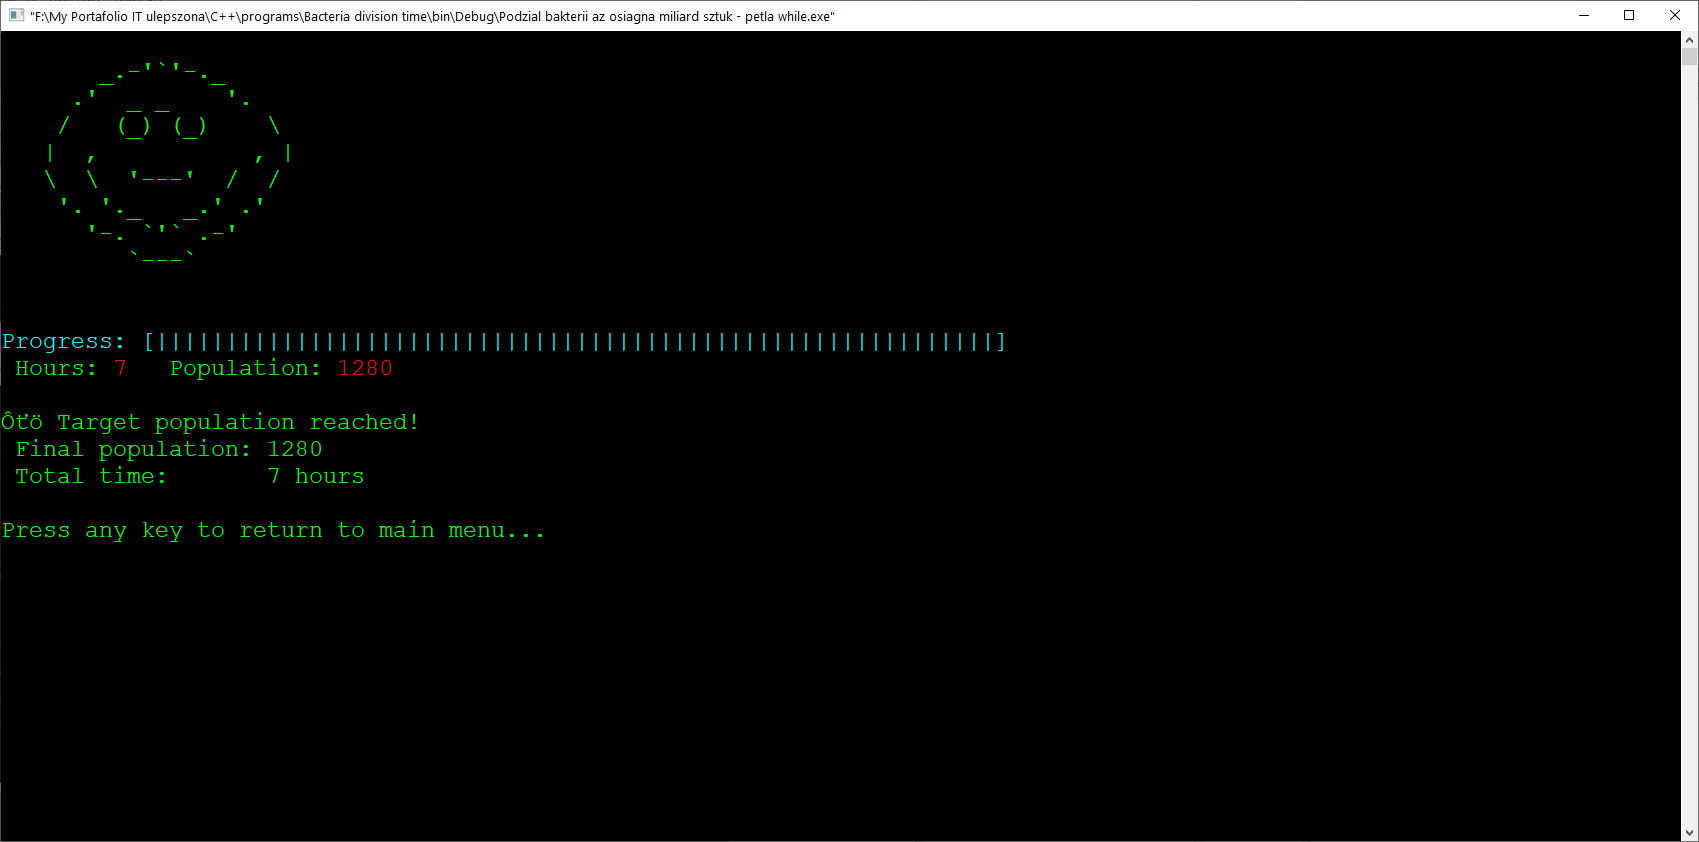 "F:\My Portafolio IT ulepszona\C++\programs\Bacteria division time\bin\Debug\Podzial bakterii az osiagna miliard sztuk - petla while.exe"
      _.-'`'-._
     .'  _ _    '.
    /   (_) (_)    \
   |  ,           , |
   \  \  '---'  /  /
    '. '._   _.' .'
      '-. `'` .-'
         `---`
Progress: [||||||||||||||||||||||||||||||||||||||||||||||||||||||||||||]
 Hours: 7   Population: 1280
Ôťö Target population reached!
 Final population: 1280
 Total time:       7 hours
Press any key to return to main menu...